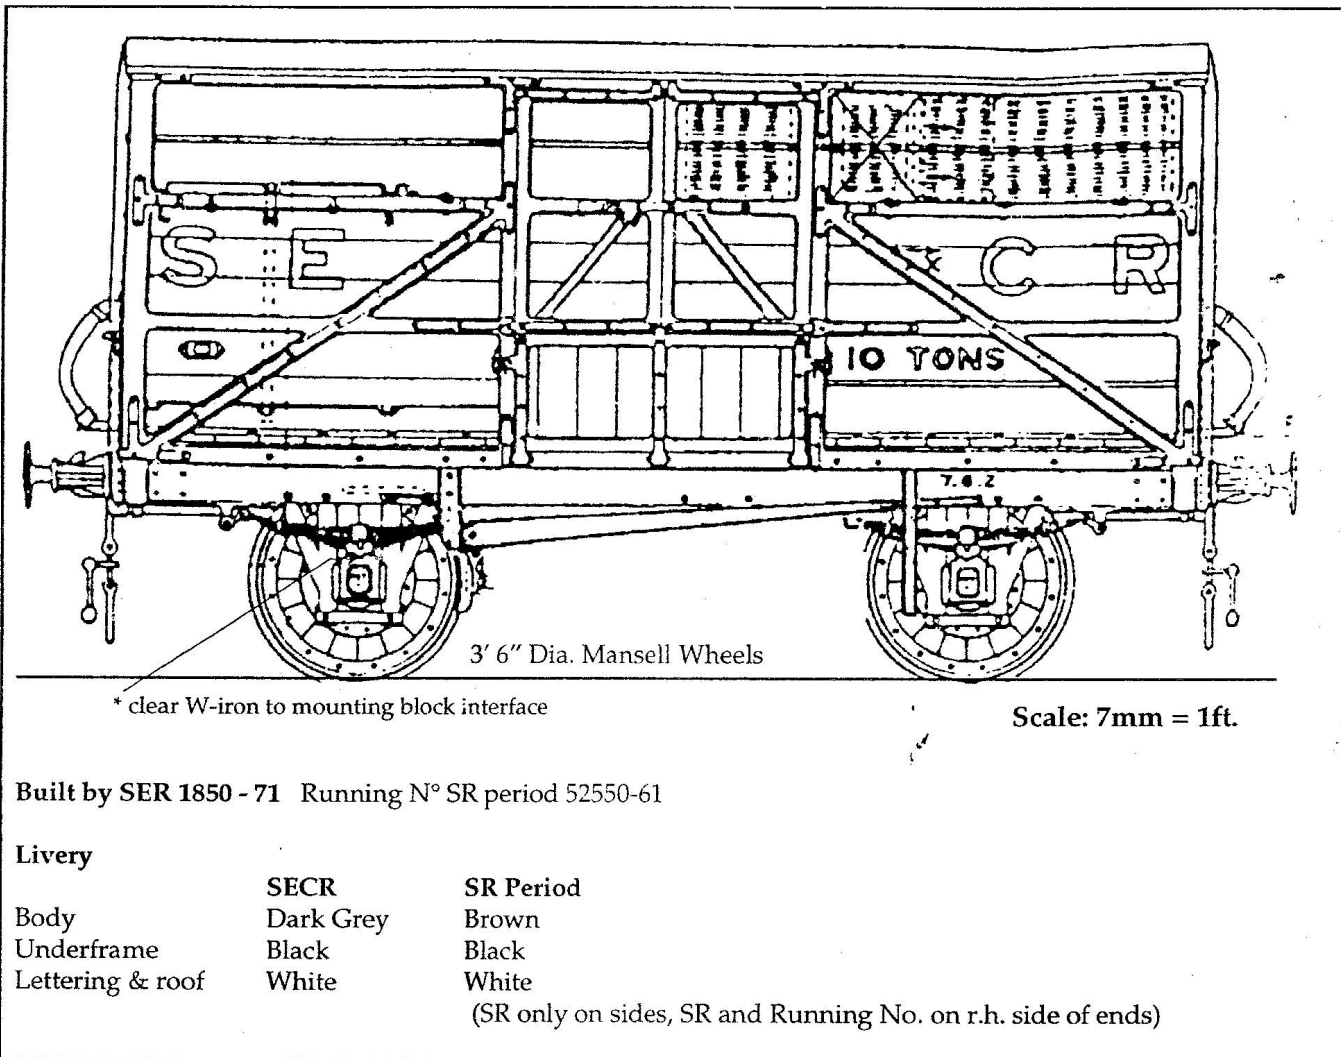 S E C R
10 TONS
7.6.2
3' 6" Dia. Mansell Wheels
* clear W-iron to mounting block interface
Scale: 7mm = 1ft.
Built by SER 1850 - 71 Running N° SR period 52550-61
Livery
SECR SR Period
Body Dark Grey Brown
Underframe Black Black
Lettering & roof White White
(SR only on sides, SR and Running No. on r.h. side of ends)